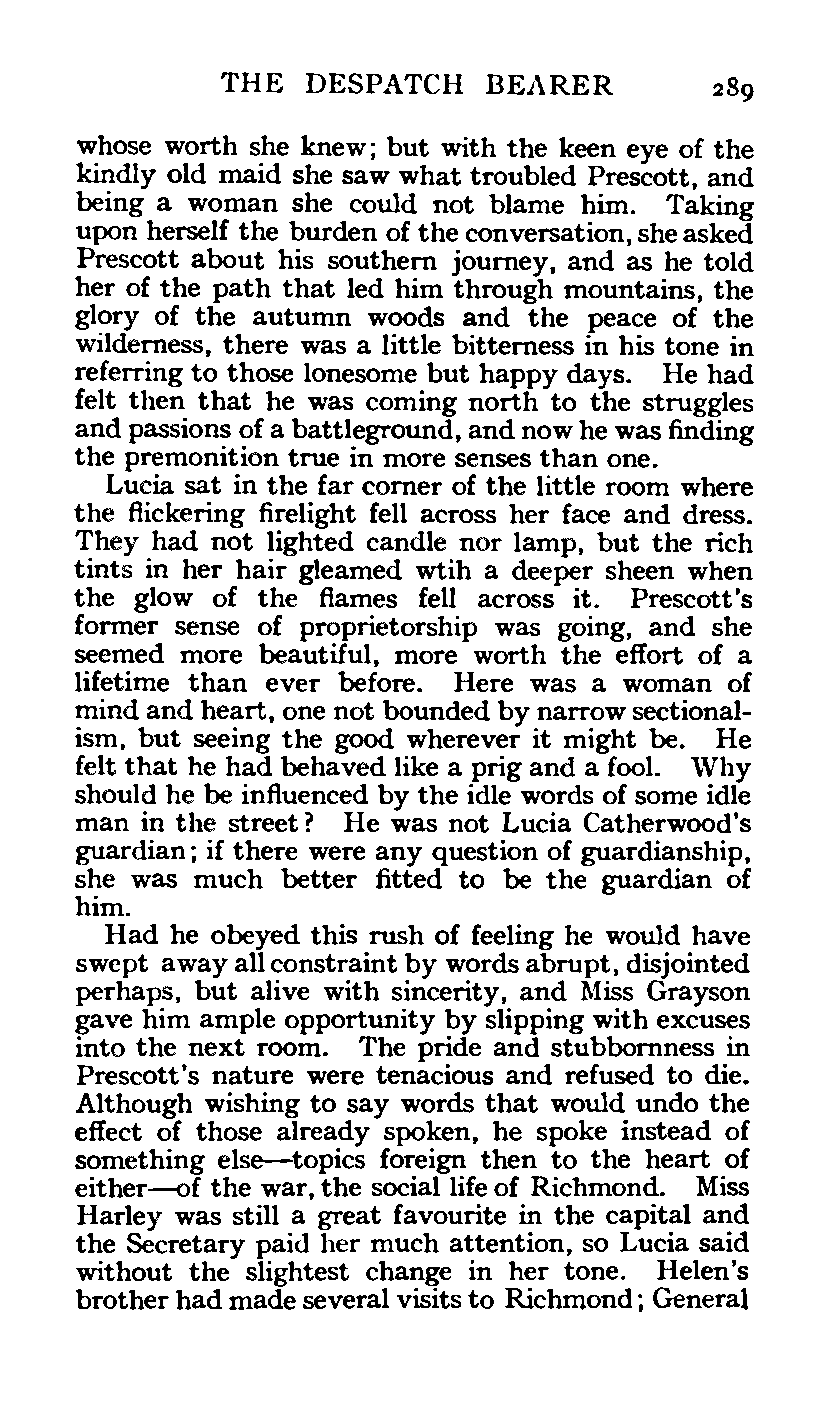 THE DESPATCH BEARER 289
whose worth she knew; but with the keen eye of the
kindly old maid she saw what troubled Prescott, and
being a woman she could not blame him. Taking
upon herself the burden of the conversation, she asked
Prescott about his southern journey, and as he told
her of the path that led him through mountains, the
glory of the autumn woods and the peace of the
wilderness, there was a little bitterness in his tone in
referring to those lonesome but happy days. He had
felt then that he was coming north to the struggles
and passions of a battleground, and now he was finding
the premonition true in more senses than one.
Lucia sat in the far corner of the little room where
the flickering firelight fell across her face and dress.
They had not lighted candle nor lamp, but the rich
tints in her hair gleamed wtih a deeper sheen when
the glow of the flames fell across it. Prescott's
former sense of proprietorship was going, and she
seemed more beautiful, more worth the effort of a
lifetime than ever before. Here was a woman of
mind and heart, one not bounded by narrow sectional-
ism, but seeing the good wherever it might be. He
felt that he had behaved like a prig and a fool. Why
should he be influenced by the idle words of some idle
man in the street? He was not Lucia Catherwood's
guardian; if there were any question of guardianship,
she was much better fitted to be the guardian of
him.
Had he obeyed this rush of feeling he would have
swept away all constraint by words abrupt, disjointed
perhaps, but alive with sincerity, and Miss Grayson
gave him ample opportunity by slipping with excuses
into the next room. The pride and stubbornness in
Prescott's nature were tenacious and refused to die.
Although wishing to say words that would undo the
effect of those already spoken, he spoke instead of
something else—topics foreign then to the heart of
either—of the war, the social life of Richmond. Miss
Harley was still a great favourite in the capital and
the Secretary paid her much attention, so Lucia said
without the slightest change in her tone. Helen's
brother had made several visits to Richmond; General